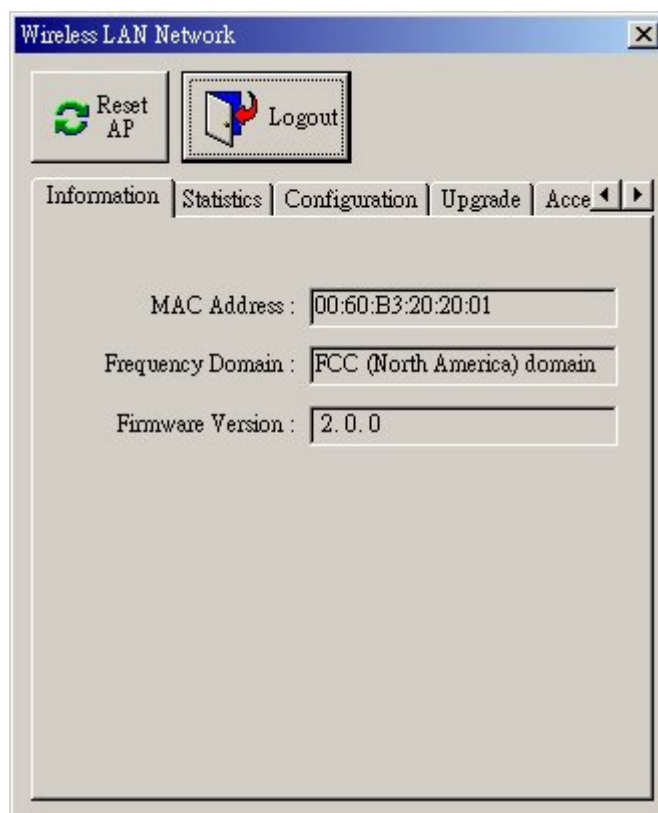 Wireless LAN Network
Reset
AP
Logout
Information Statistics Configuration Upgrade Acce
MAC Address : 00:60:B3:20:20:01
Frequency Domain : FCC (North America) domain
Firmware Version : 2. 0. 0